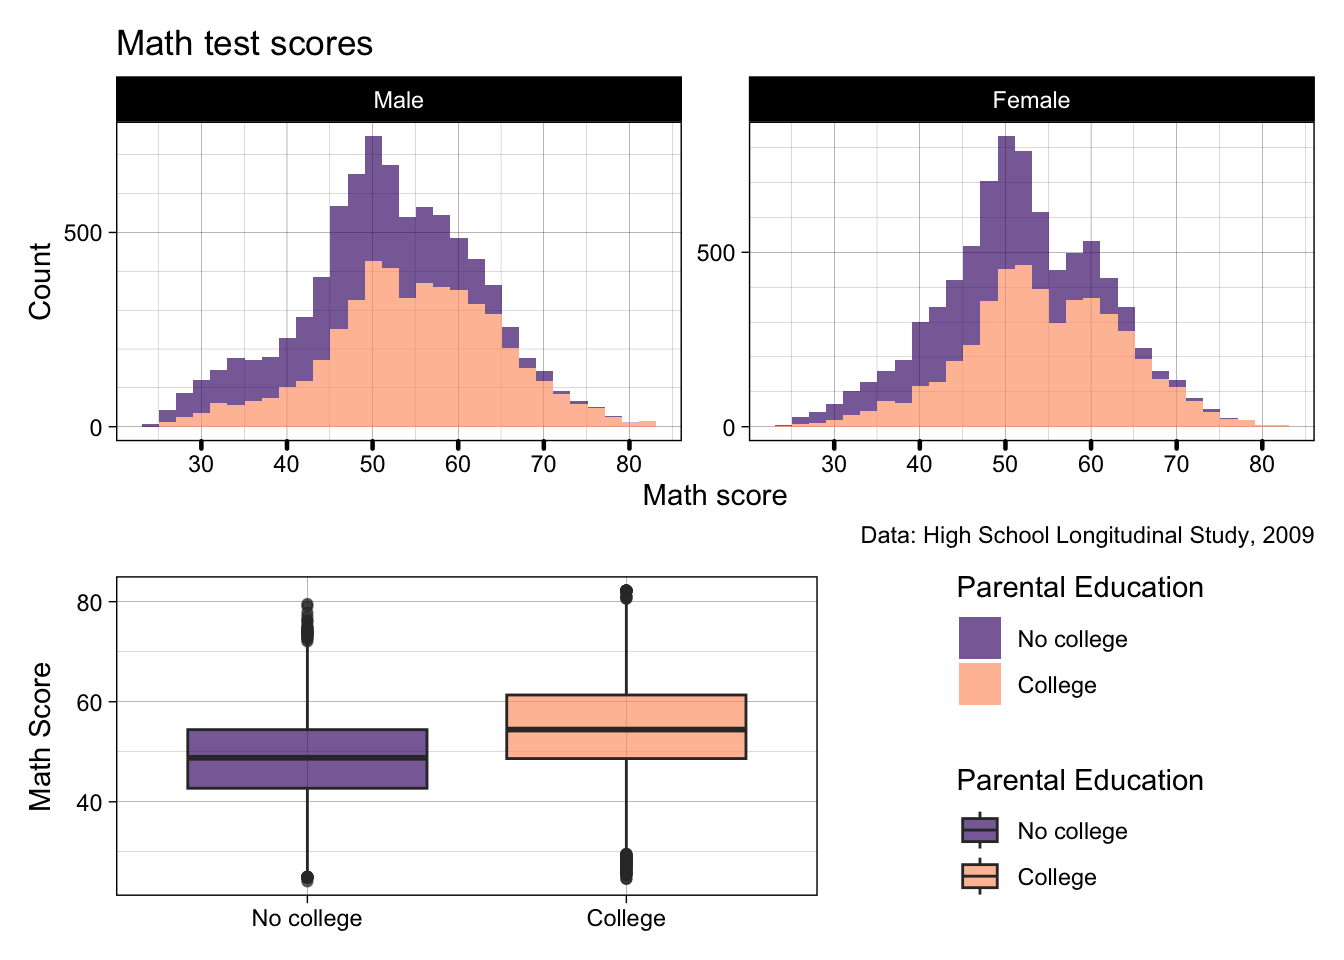 Math test scores
Male
Female
Count
500
0
500
0
30 40 50 60 70 80
30 40 50 60 70 80
Math score
Data: High School Longitudinal Study, 2009
Math Score
80
60
40
No college
College
Parental Education
No college
College
Parental Education
No college
College